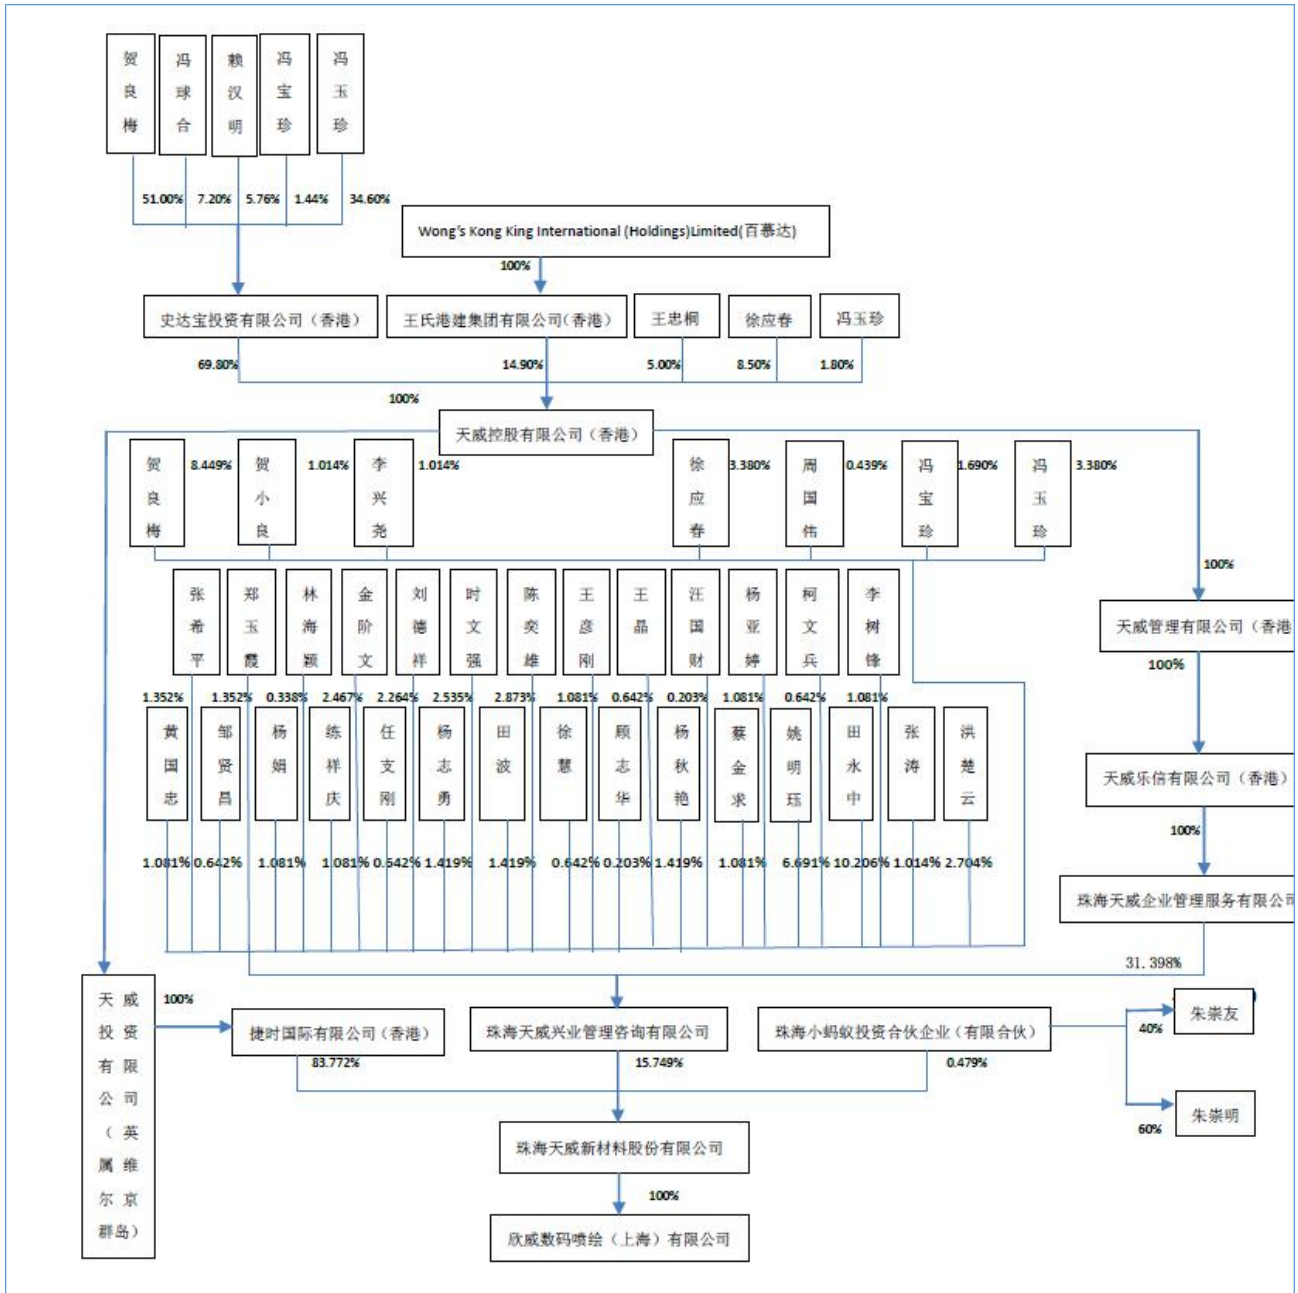 贺良梅
冯球合
赖汉明
冯宝珍
冯玉珍
51.00%
7.20%
5.76%
1.44%
34.60%
Wong's Kong King International (Holdings)Limited(百慕达)
100%
史达宝投资有限公司（香港）
王氏港建集团有限公司(香港)
王忠桐
徐应春
冯玉珍
69.80%
14.90%
5.00%
8.50%
1.80%
100%
天威控股有限公司（香港）
贺良梅
8.449%
贺小良
1.014%
李兴尧
1.014%
徐应春
3.380%
周国伟
0.439%
冯宝珍
1.690%
冯玉珍
3.380%
100%
张希平
郑玉霞
林海颖
金阶文
刘德祥
时文强
陈奕雄
王彦刚
王晶
汪国财
杨亚婷
柯文兵
李树锋
天威管理有限公司（香港
100%
1.352%
1.352%
0.338%
2.467%
2.264%
2.535%
2.873%
1.081%
0.642%
0.203%
1.081%
0.642%
1.081%
黄国忠
邹贤昌
杨娟
练祥庆
任支刚
杨志勇
田波
徐慧
顾志华
杨秋艳
蔡金求
姚明珏
田永中
张涛
洪楚云
天威乐信有限公司（香港）
100%
1.081%
0.642%
1.081%
1.081%
0.642%
1.419%
1.419%
0.642%
0.203%
1.419%
1.081%
6.691%
10.206%
1.014%
2.704%
珠海天威企业管理服务有限公司
31.398%
天威投资有限公司（英属维尔京群岛）
100%
捷时国际有限公司（香港）
珠海天威兴业管理咨询有限公司
珠海小蚂蚁投资合伙企业（有限合伙）
朱崇友
40%
83.772%
15.749%
0.479%
朱崇明
60%
珠海天威新材料股份有限公司
100%
欣威数码喷绘（上海）有限公司